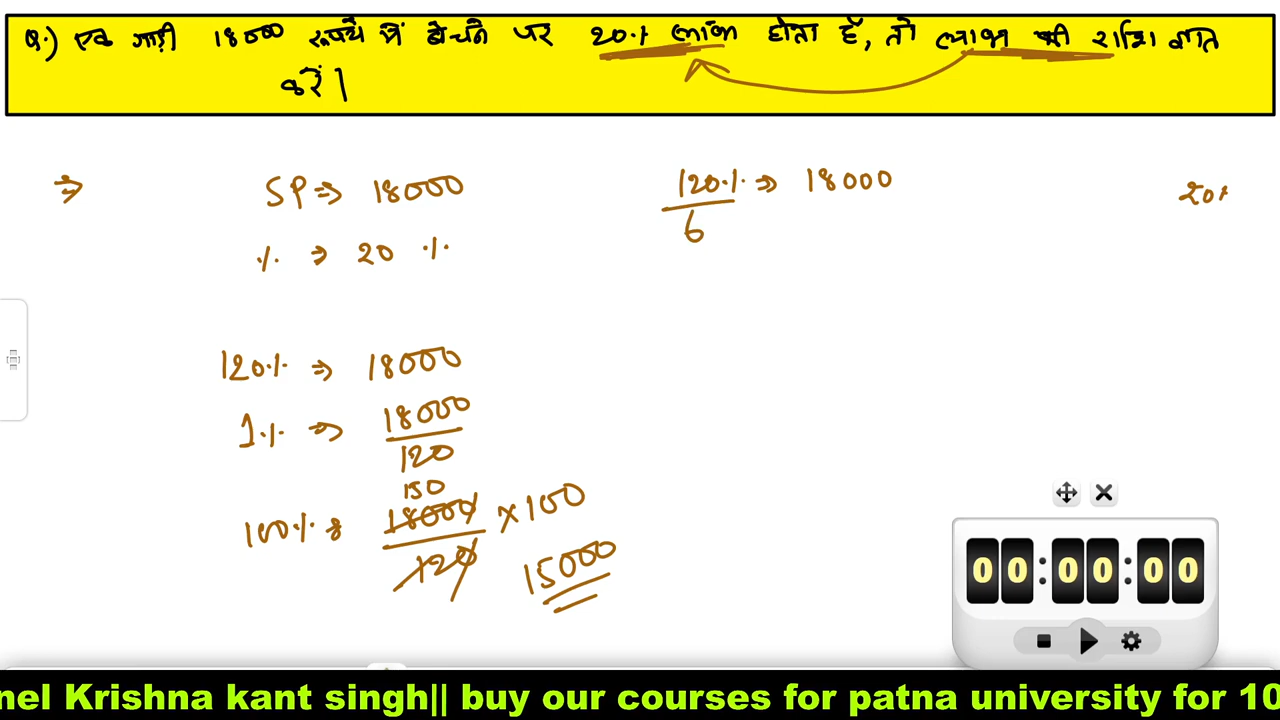 Q.) एक गाड़ी 18000 रूपये में बेचने पर 20% लाभ होता है, तो लाभ की राशि ज्ञात
करें।
⇒ SP ⇒ 18000
% ⇒ 20 %
120% ⇒ 18000
1% ⇒ 18000
120
150
100% ⇒ 18000 × 100
120
15000
120% ⇒ 18000
6
20%
00:00:00
nel Krishna kant singh|| buy our courses for patna university for 10